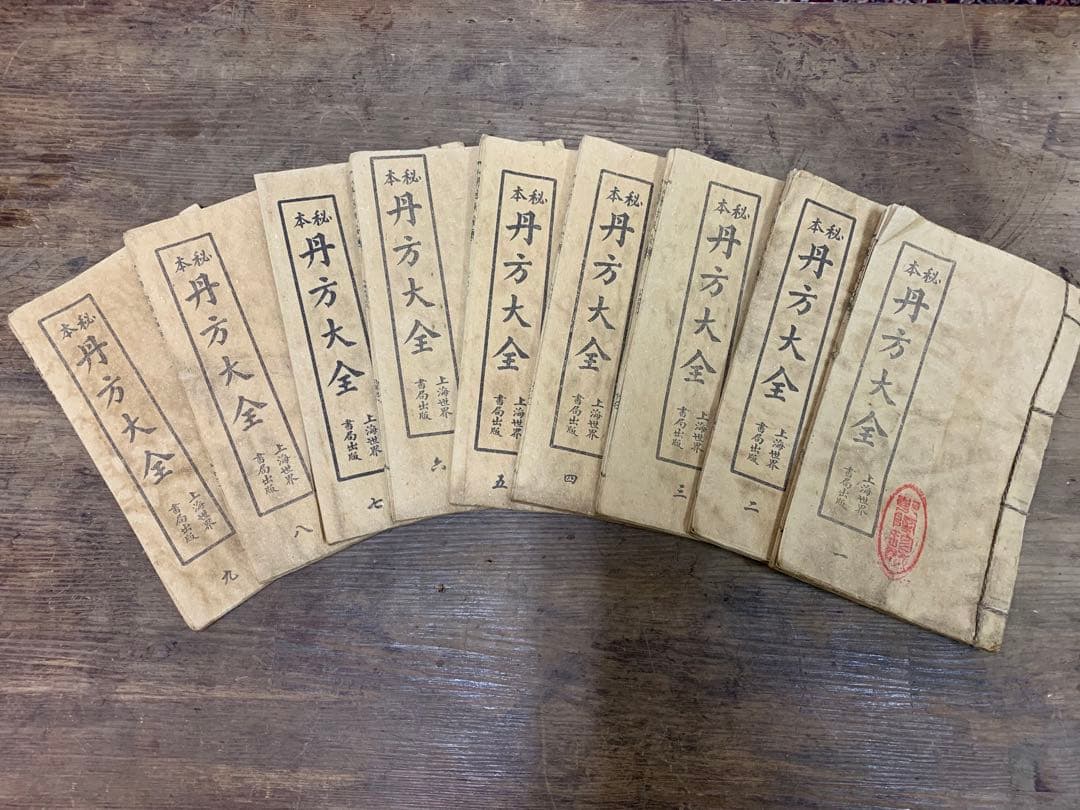 秘本
丹方大全
上海世界
書局出版
一
秘本
丹方大全
上海世界
書局出版
二
秘本
丹方大全
上海世界
書局出版
三
秘本
丹方大全
上海世界
書局出版
四
秘本
丹方大全
上海世界
書局出版
五
秘本
丹方大全
上海世界
書局出版
六
秘本
丹方大全
上海世界
書局出版
七
秘本
丹方大全
上海世界
書局出版
八
秘本
丹方大全
上海世界
書局出版
九